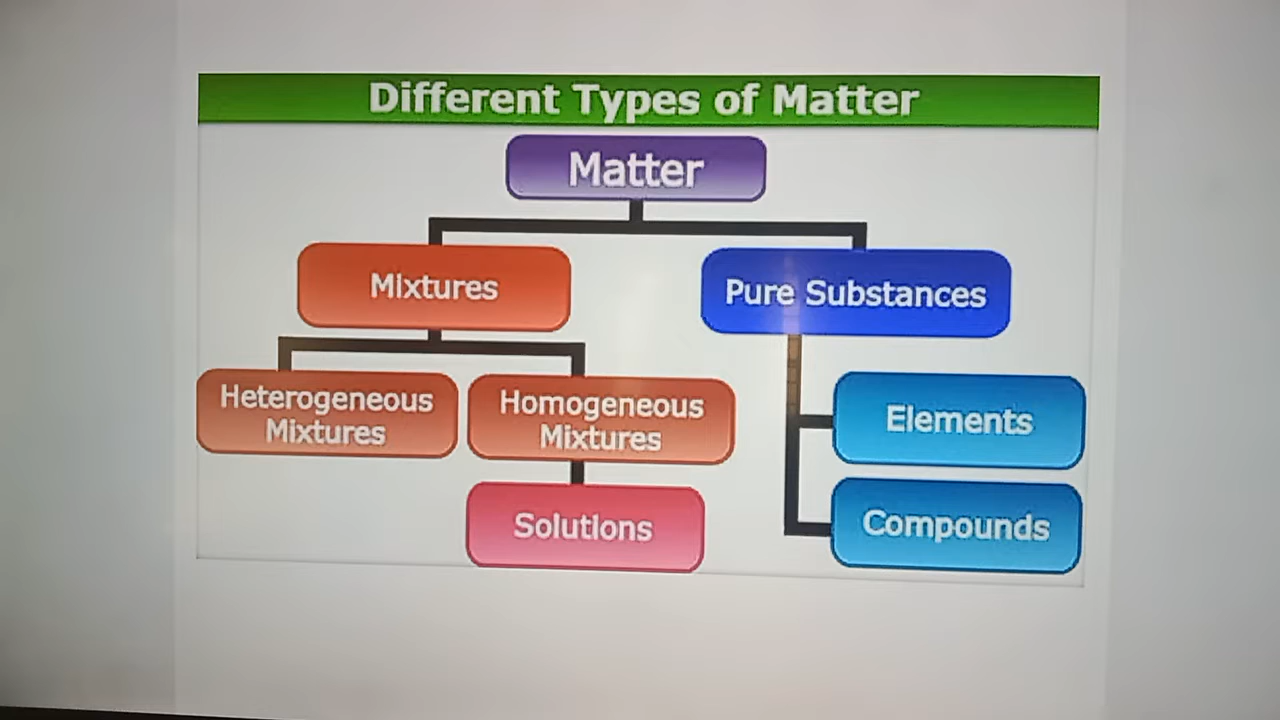 Different Types of Matter
Matter
Mixtures
Pure Substances
Heterogeneous
Mixtures
Homogeneous
Mixtures
Elements
Solutions
Compounds